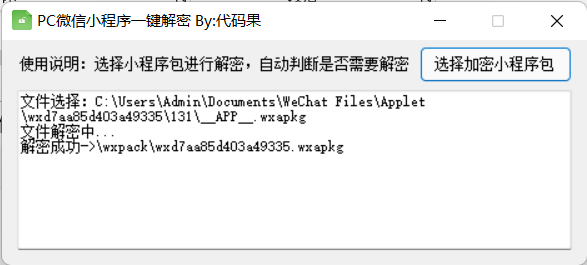 PC微信小程序一键解密 By:代码果
使用说明：选择小程序包进行解密，自动判断是否需要解密
选择加密小程序包
文件选择：C:\Users\Admin\Documents\WeChat Files\Applet
\wxd7aa85d403a49335\131\__APP__.wxapkg
文件解密中...
解密成功->\wxpack\wxd7aa85d403a49335.wxapkg